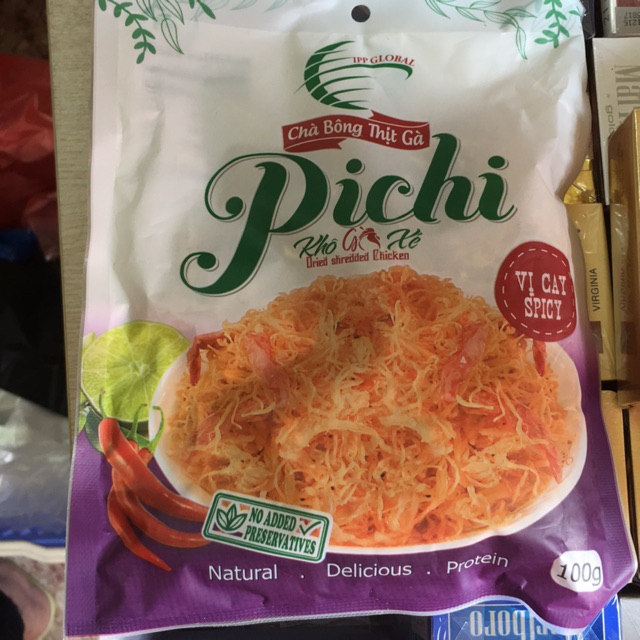 IPP GLOBAL
Chà Bông Thịt Gà
Pichi
Khô Gà Xé
Dried shredded Chicken
VỊ CAY
SPICY
NO ADDED
PRESERVATIVES
Natural . Delicious . Protein
100g
VIRGINIA